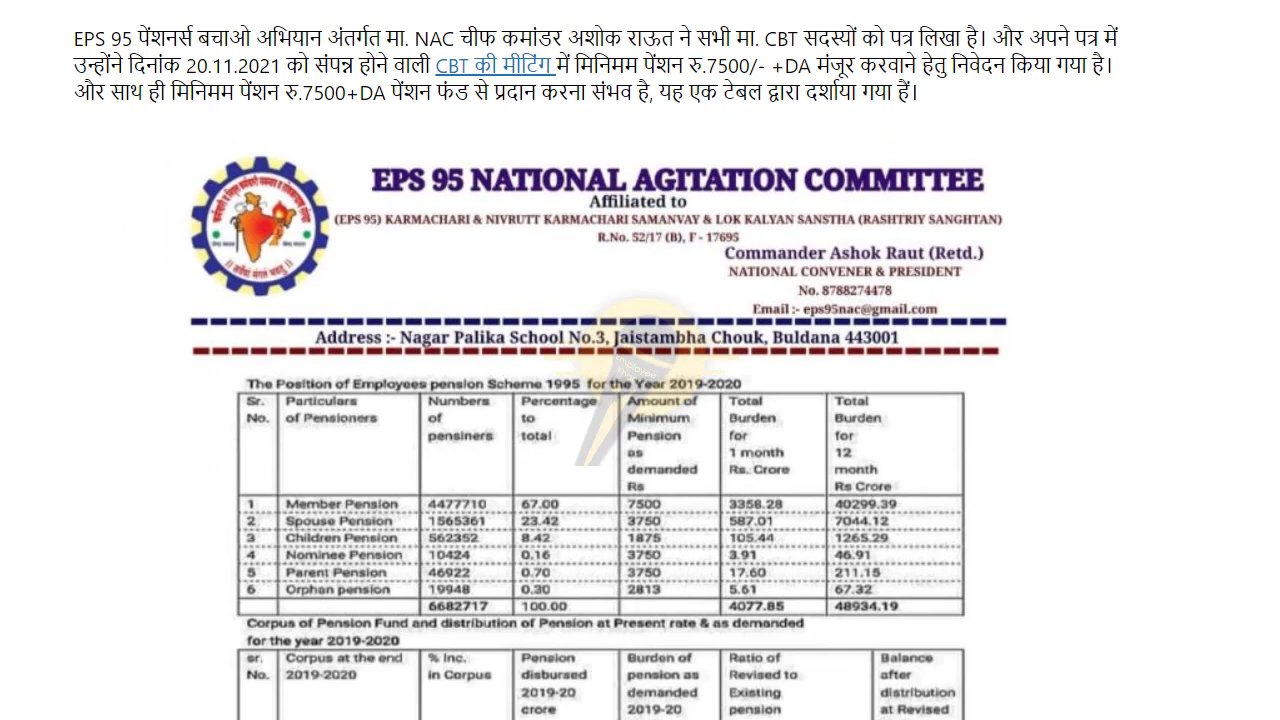 EPS 95 पेंशनर्स बचाओ अभियान अंतर्गत मा. NAC चीफ कमांडर अशोक राऊत ने सभी मा. CBT सदस्यों को पत्र लिखा है। और अपने पत्र में
उन्होंने दिनांक 20.11.2021 को संपन्न होने वाली CBT की मीटिंग में मिनिमम पेंशन रु.7500/- +DA मंजूर करवाने हेतु निवेदन किया गया है।
और साथ ही मिनिमम पेंशन रु.7500+DA पेंशन फंड से प्रदान करना संभव है, यह एक टेबल द्वारा दर्शाया गया हैं।
EPS 95 NATIONAL AGITATION COMMITTEE
Affiliated to
(EPS 95) KARMACHARI & NIVRUTT KARMACHARI SAMANVAY & LOK KALYAN SANSTHA (RASHTRIY SANGHTAN)
R.No. 52/17 (B), F - 17695
Commander Ashok Raut (Retd.)
NATIONAL CONVENER & PRESIDENT
No. 8788274478
Email :- eps95nac@gmail.com
Address :- Nagar Palika School No.3, Jaistambha Chouk, Buldana 443001
The Position of Employees pension Scheme 1995 for the Year 2019-2020
Sr. Particulars Numbers Percentage Amount of Total Total
No. of Pensioners of to Minimum Burden Burden
pensiners total Pension for for
as 1 month 12
demanded Rs. Crore month
Rs Rs Crore
1 Member Pension 4477710 67.00 7500 3358.28 40299.39
2 Spouse Pension 1565361 23.42 3750 587.01 7044.12
3 Children Pension 562352 8.42 1875 105.44 1265.29
4 Nominee Pension 10424 0.16 3750 3.91 46.91
5 Parent Pension 46922 0.70 3750 17.60 211.15
6 Orphan pension 19948 0.30 2813 5.61 67.32
6682717 100.00 4077.85 48934.19
Corpus of Pension Fund and distribution of Pension at Present rate & as demanded
for the year 2019-2020
sr. Corpus at the end % Inc. Pension Burden of Ratio of Balance
No. 2019-2020 in Corpus disbursed pension as Revised to after
2019-20 demanded Existing distribution
crore 2019-20 pension at Revised